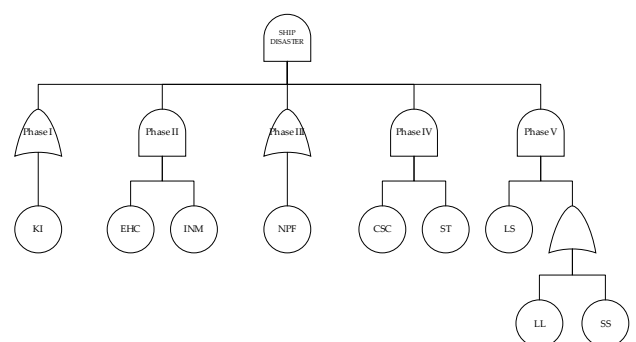 SHIP
DISASTER
Phase I
Phase II
Phase III
Phase IV
Phase V
KI
EHC
INM
NPF
CSC
ST
LS
LL
SS